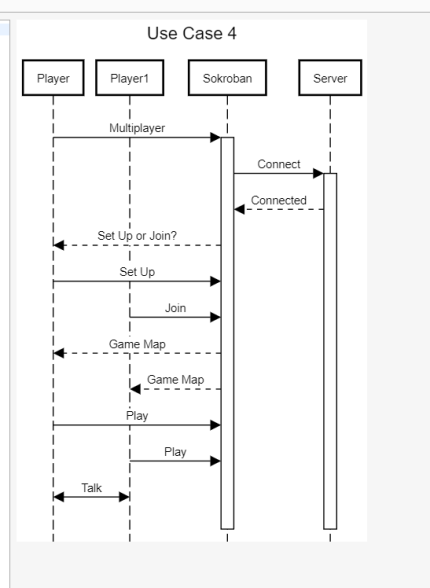 Use Case 4
Player
Player1
Sokroban
Server
Multiplayer
Connect
Connected
Set Up or Join?
Set Up
Join
Game Map
Game Map
Play
Play
Talk